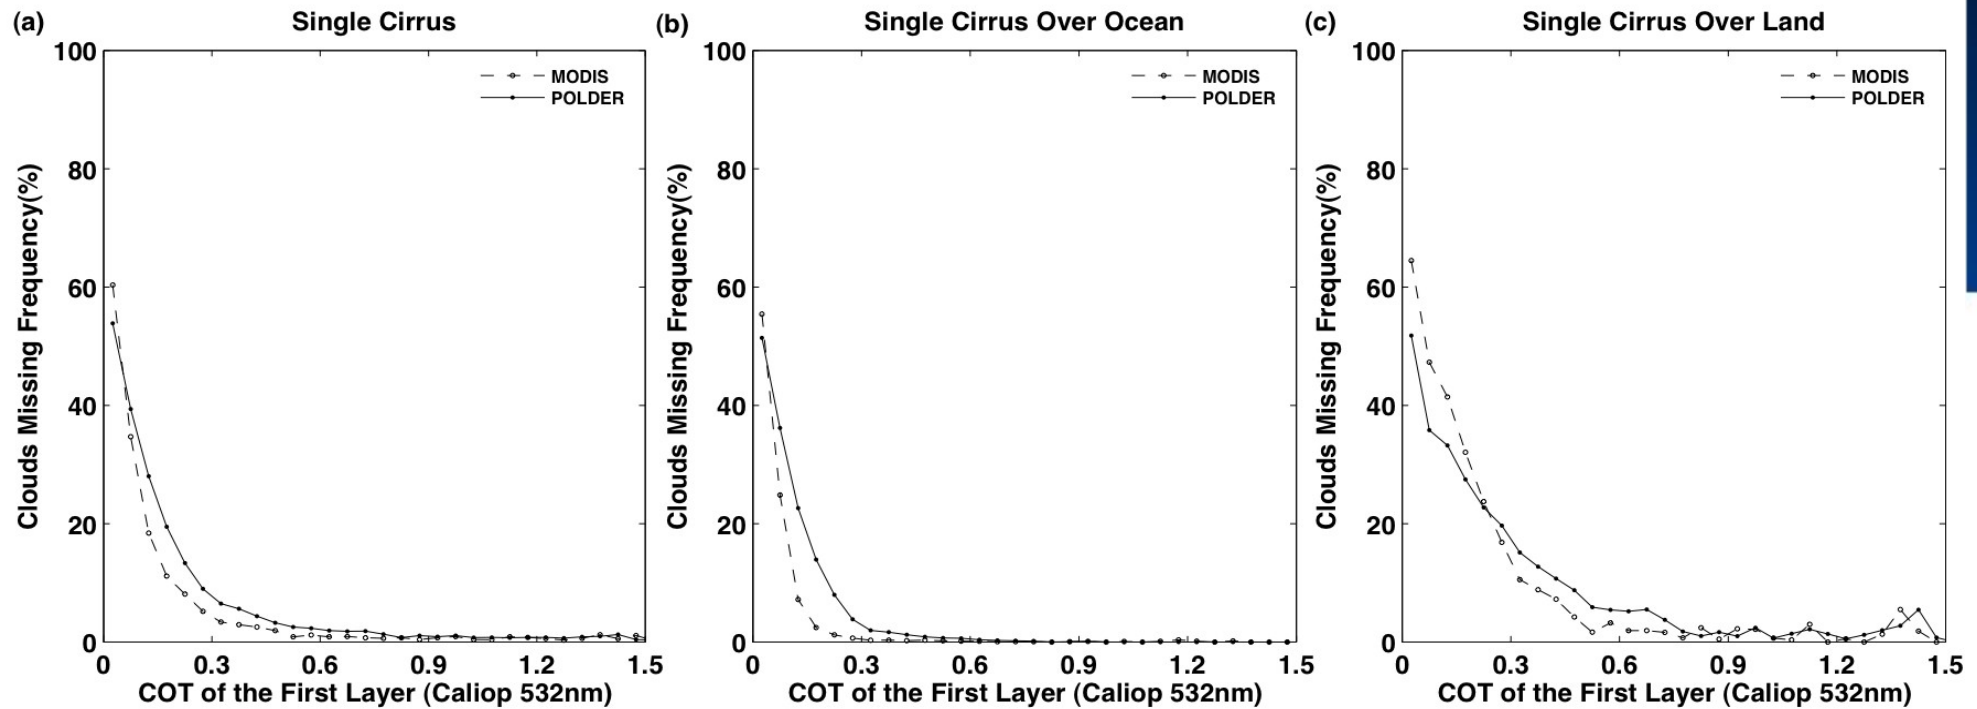 (a) Single Cirrus
100
80
60
40
20
0
0 0.3 0.6 0.9 1.2 1.5
Clouds Missing Frequency(%)
COT of the First Layer (Caliop 532nm)
MODIS
POLDER
(b) Single Cirrus Over Ocean
100
80
60
40
20
0
0 0.3 0.6 0.9 1.2 1.5
Clouds Missing Frequency(%)
COT of the First Layer (Caliop 532nm)
MODIS
POLDER
(c) Single Cirrus Over Land
100
80
60
40
20
0
0 0.3 0.6 0.9 1.2 1.5
Clouds Missing Frequency(%)
COT of the First Layer (Caliop 532nm)
MODIS
POLDER